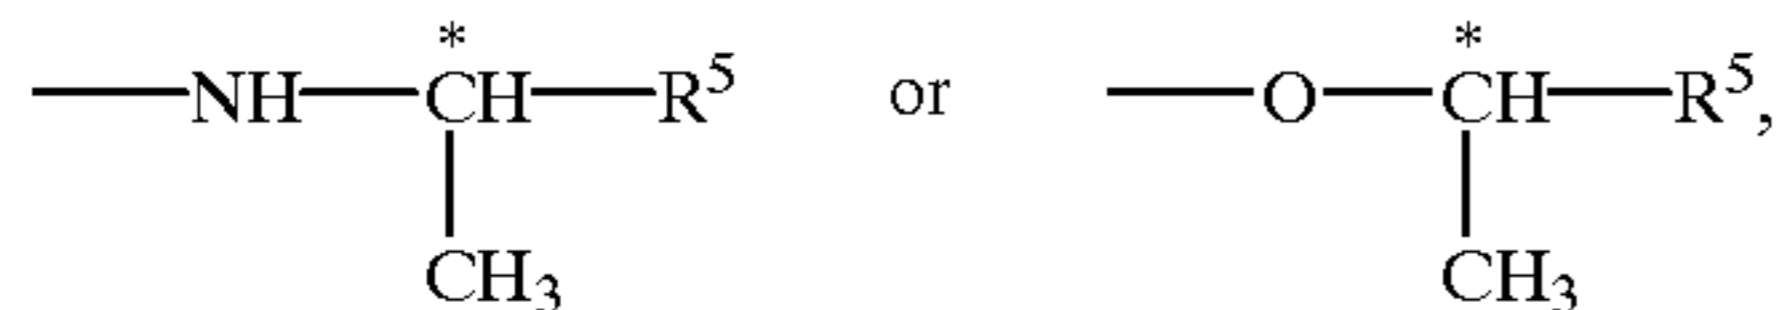 * *
NH CH R⁵ or O CH R⁵,
CH₃ CH₃